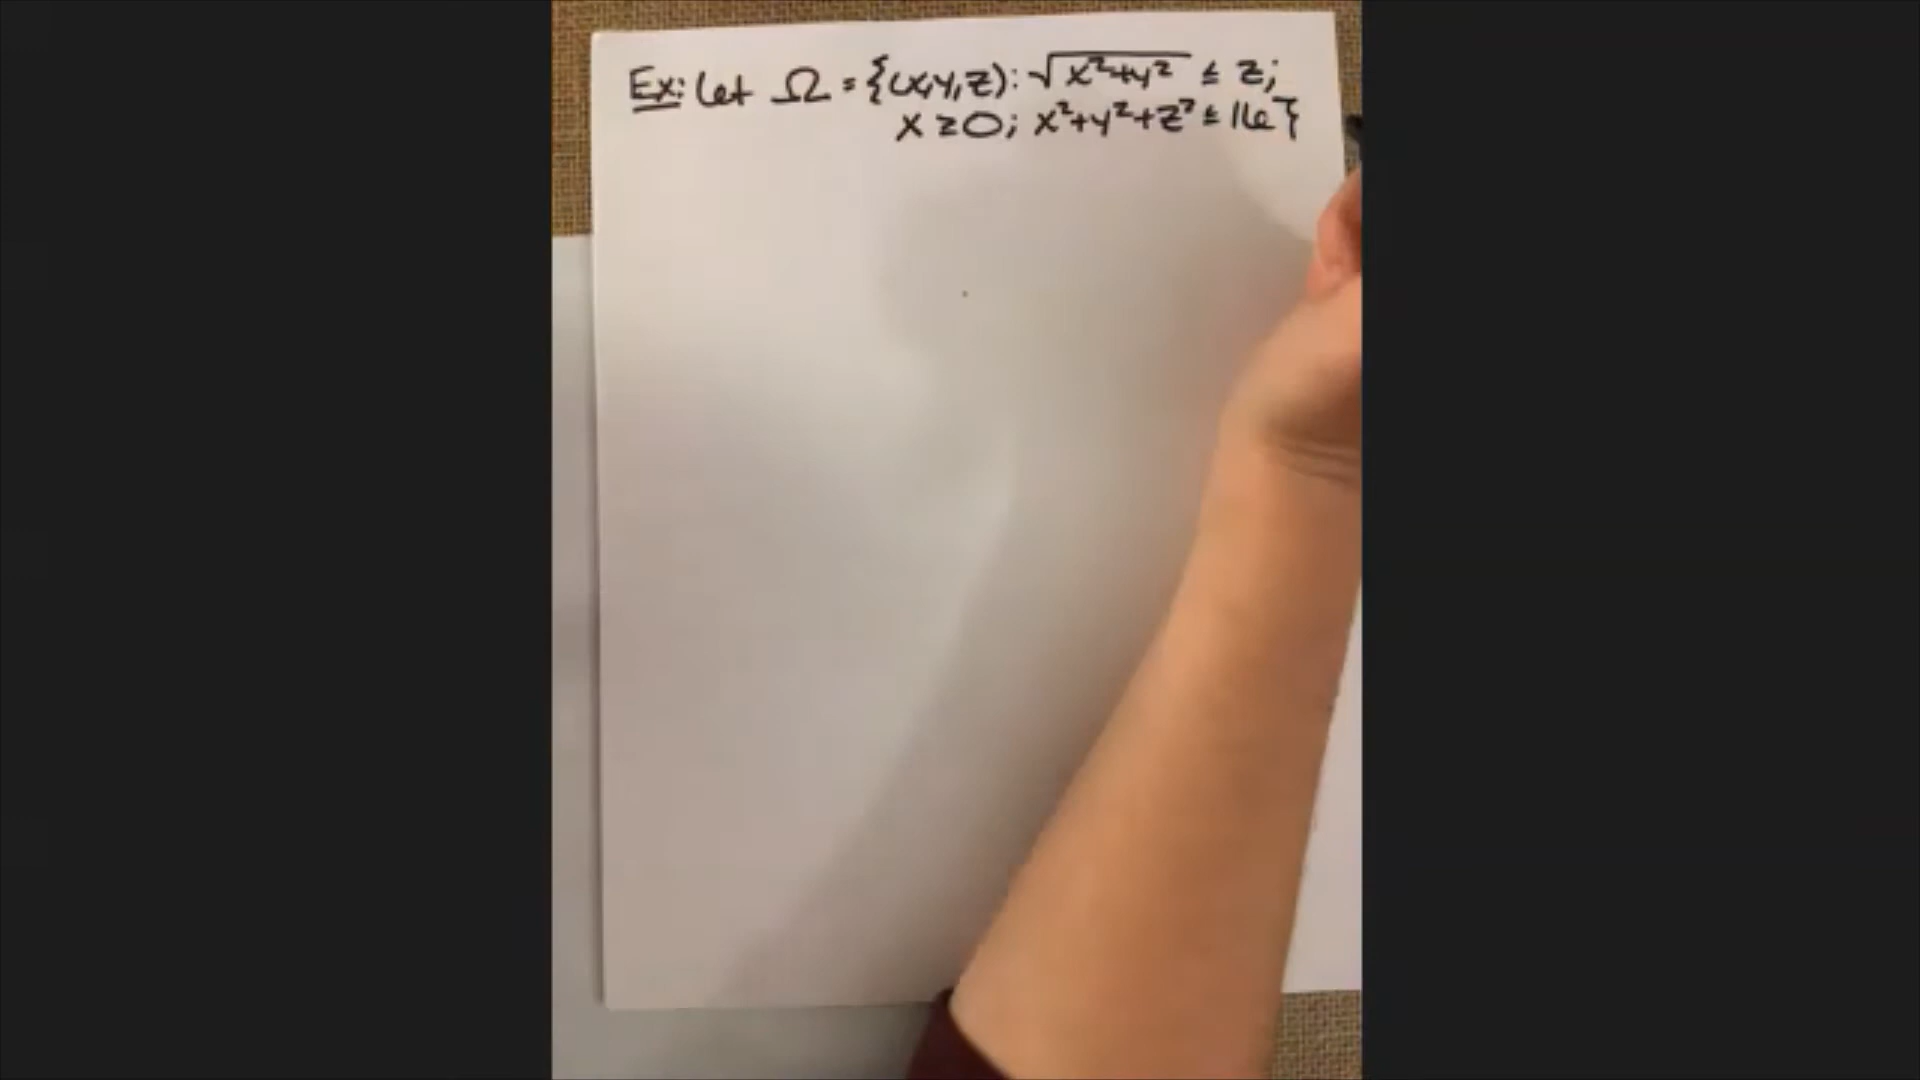 Ex: Let Ω = {(x,y,z): √x²+y² ≤ z;
x ≥ 0; x²+y²+z² ≤ 16}